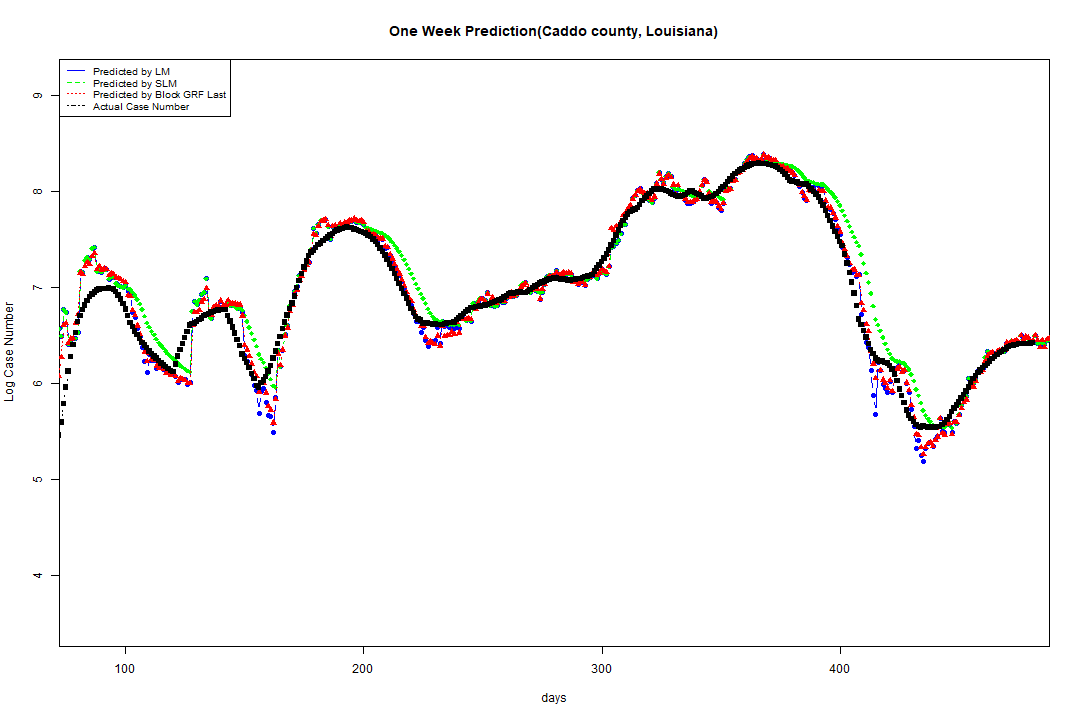 One Week Prediction(Caddo county, Louisiana)
Predicted by LM
Predicted by SLM
Predicted by Block GRF Last
Actual Case Number
Log Case Number
9
8
7
6
5
4
100 200 300 400
days